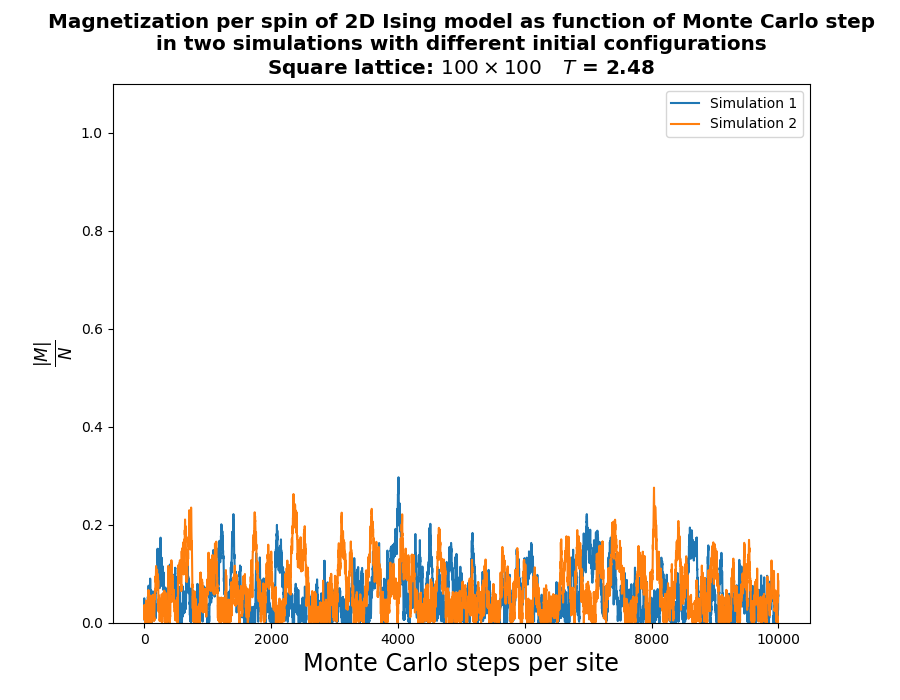 Magnetization per spin of 2D Ising model as function of Monte Carlo step
in two simulations with different initial configurations
Square lattice: 100 × 100 T = 2.48
Simulation 1
Simulation 2
1.0
0.8
0.6
0.4
0.2
0.0
|M|
N
0 2000 4000 6000 8000 10000
Monte Carlo steps per site